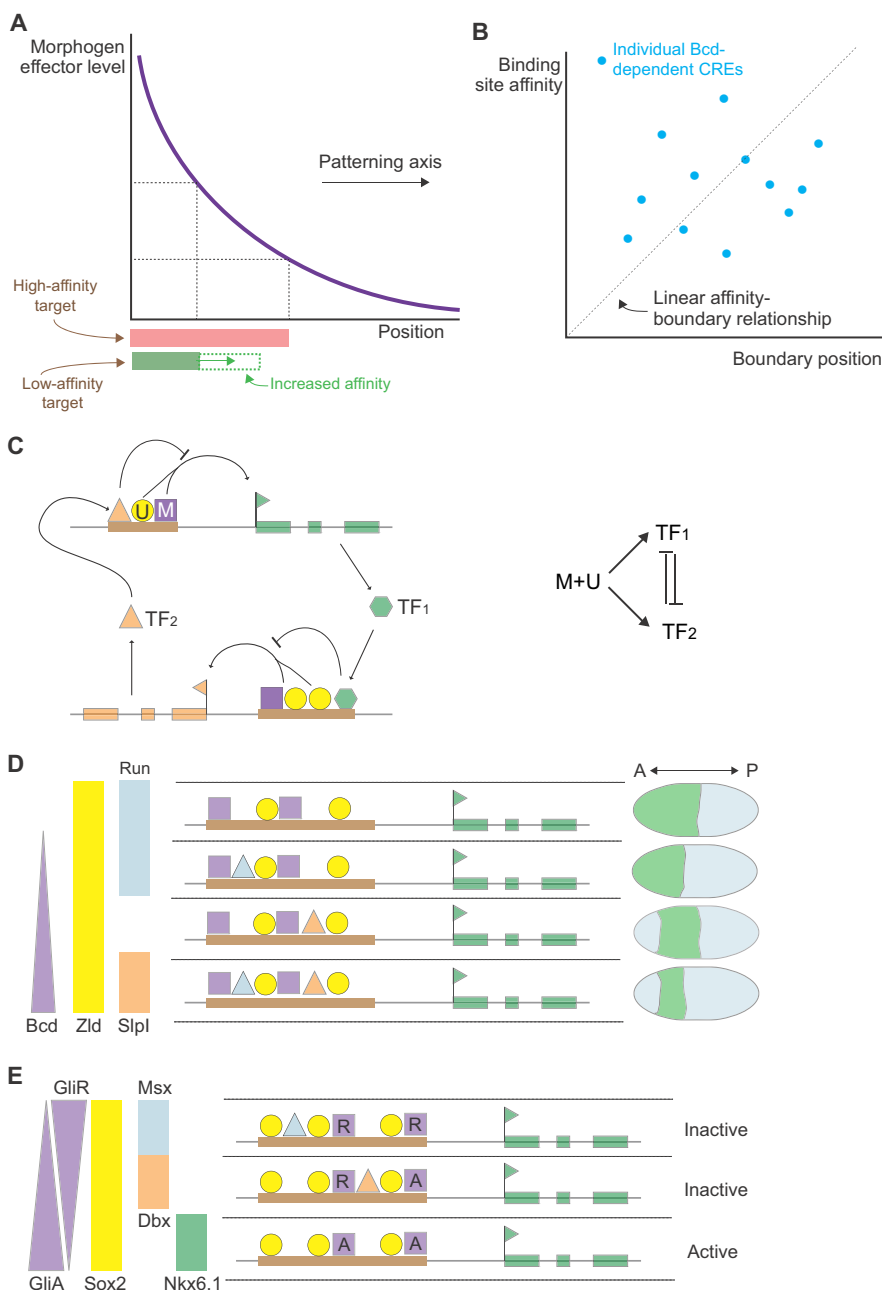 A
Morphogen
effector level
Patterning axis
Position
High-affinity
target
Low-affinity
target
Increased affinity
B
Binding
site affinity
Individual Bcd-
dependent CREs
Linear affinity-
boundary relationship
Boundary position
C
U M
TF1
TF2
M+U
TF1
TF2
D
Run
A P
Bcd Zld SlpI
E
GliR Msx
R R
Inactive
R A
Inactive
Dbx
A A
Active
GliA Sox2 Nkx6.1